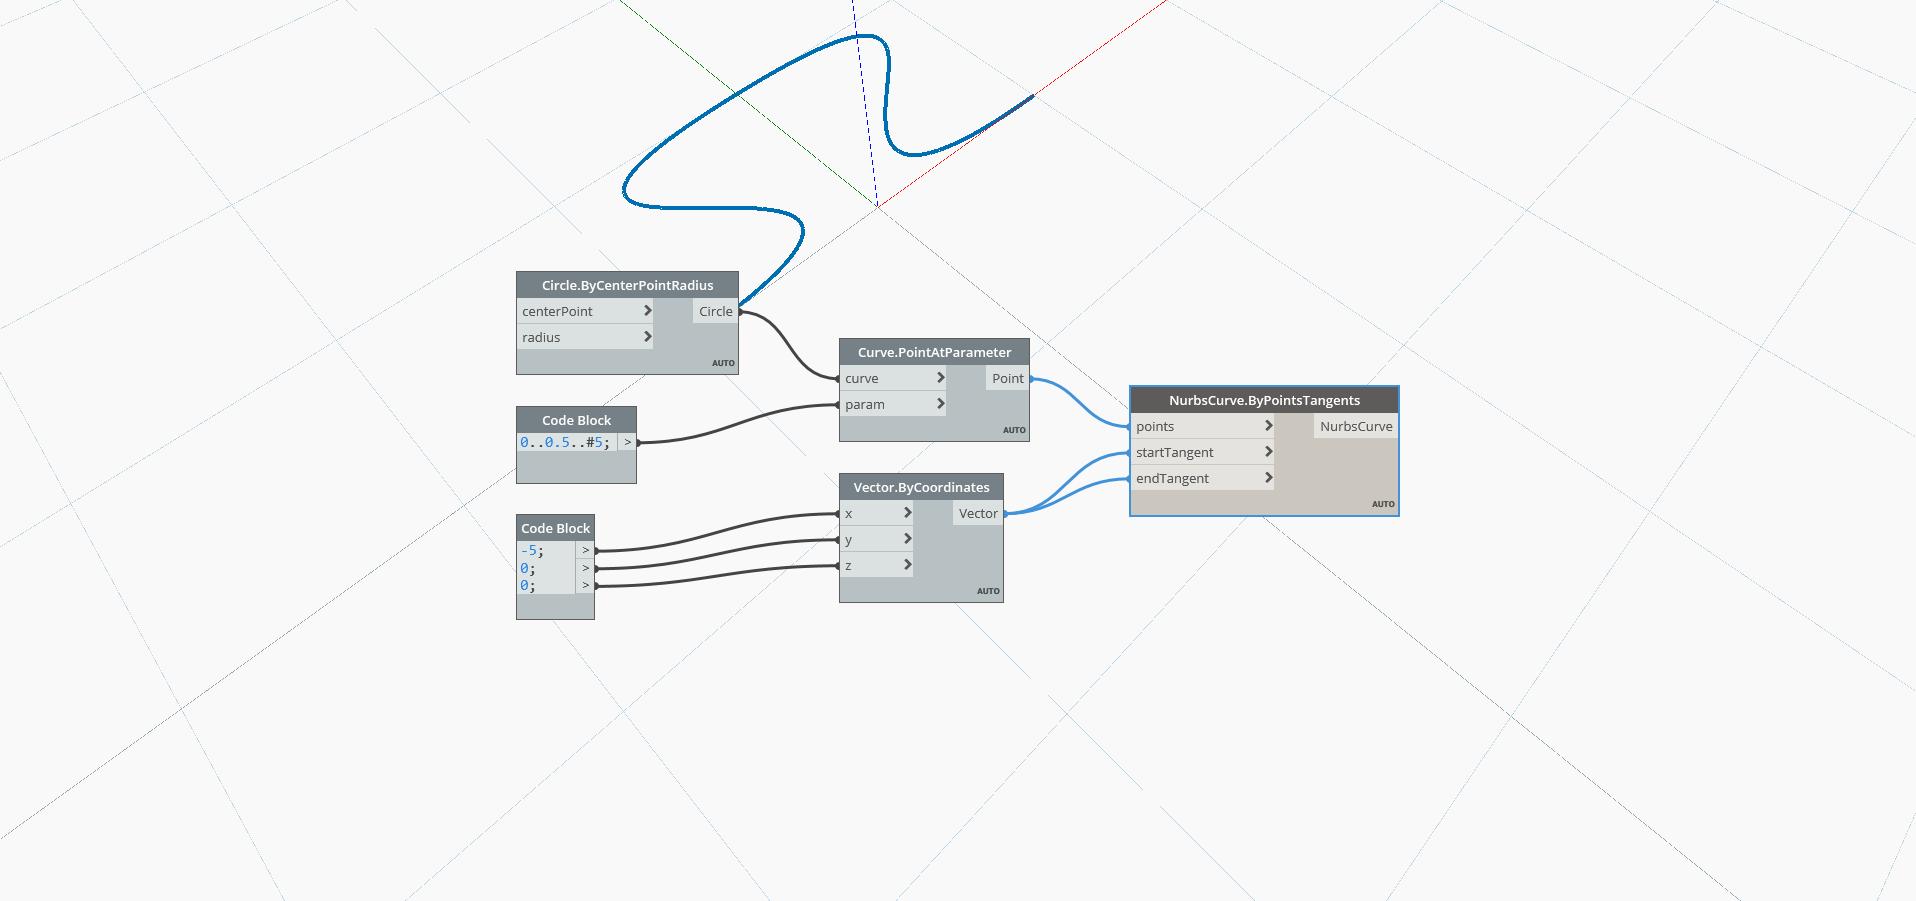 Circle.ByCenterPointRadius
centerPoint > Circle
radius >
AUTO
Code Block
0..0.5..#5; >
Code Block
-5; >
0; >
0; >
Curve.PointAtParameter
curve > Point
param >
AUTO
Vector.ByCoordinates
x > Vector
y >
z >
AUTO
NurbsCurve.ByPointsTangents
points > NurbsCurve
startTangent >
endTangent >
AUTO